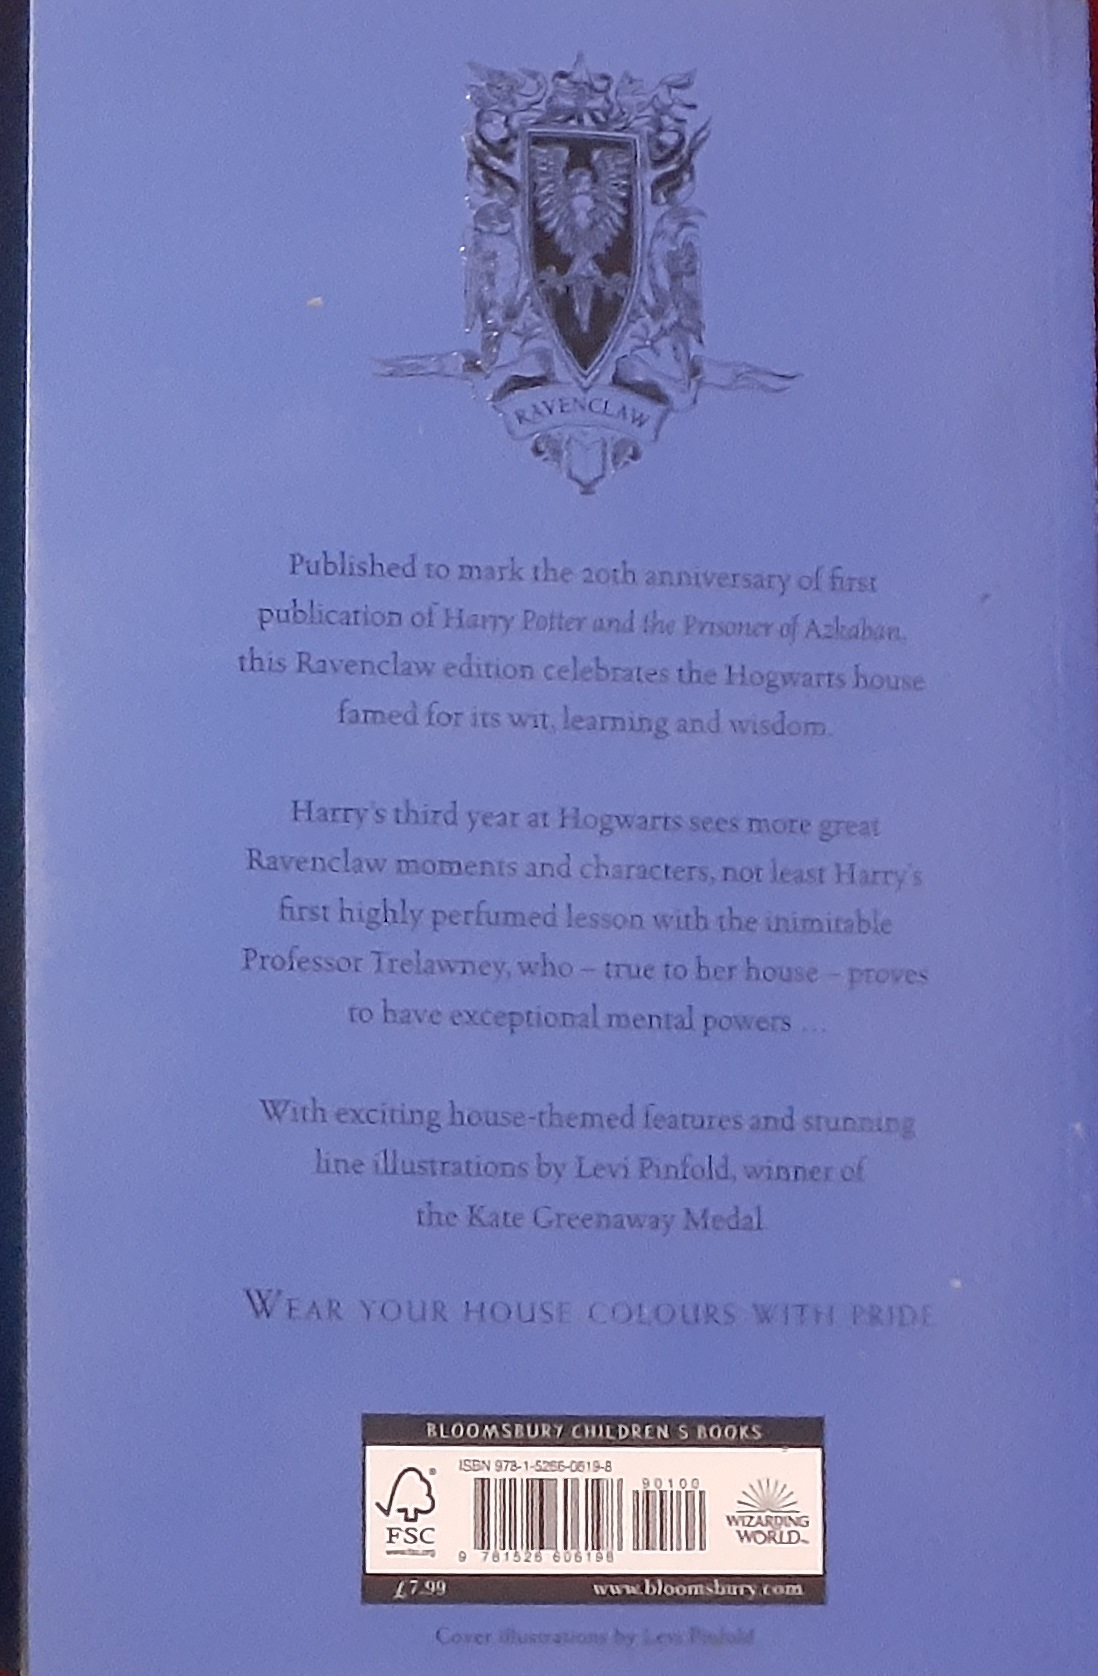 RAVENCLAW
Published to mark the 20th anniversary of first
publication of Harry Potter and the Prisoner of Azkaban,
this Ravenclaw edition celebrates the Hogwarts house
famed for its wit, learning and wisdom.
Harry's third year at Hogwarts sees more great
Ravenclaw moments and characters, not least Harry's
first highly perfumed lesson with the inimitable
Professor Trelawney, who – true to her house – proves
to have exceptional mental powers ...
With exciting house-themed features and stunning
line illustrations by Levi Pinfold, winner of
the Kate Greenaway Medal
WEAR YOUR HOUSE COLOURS WITH PRIDE
BLOOMSBURY CHILDREN'S BOOKS
ISBN 978-1-5266-0619-8
90100
FSC
www.fsc.org
9 781526 606198
WIZARDING
WORLD™
£7.99
www.bloomsbury.com
Cover illustrations by Levi Pinfold